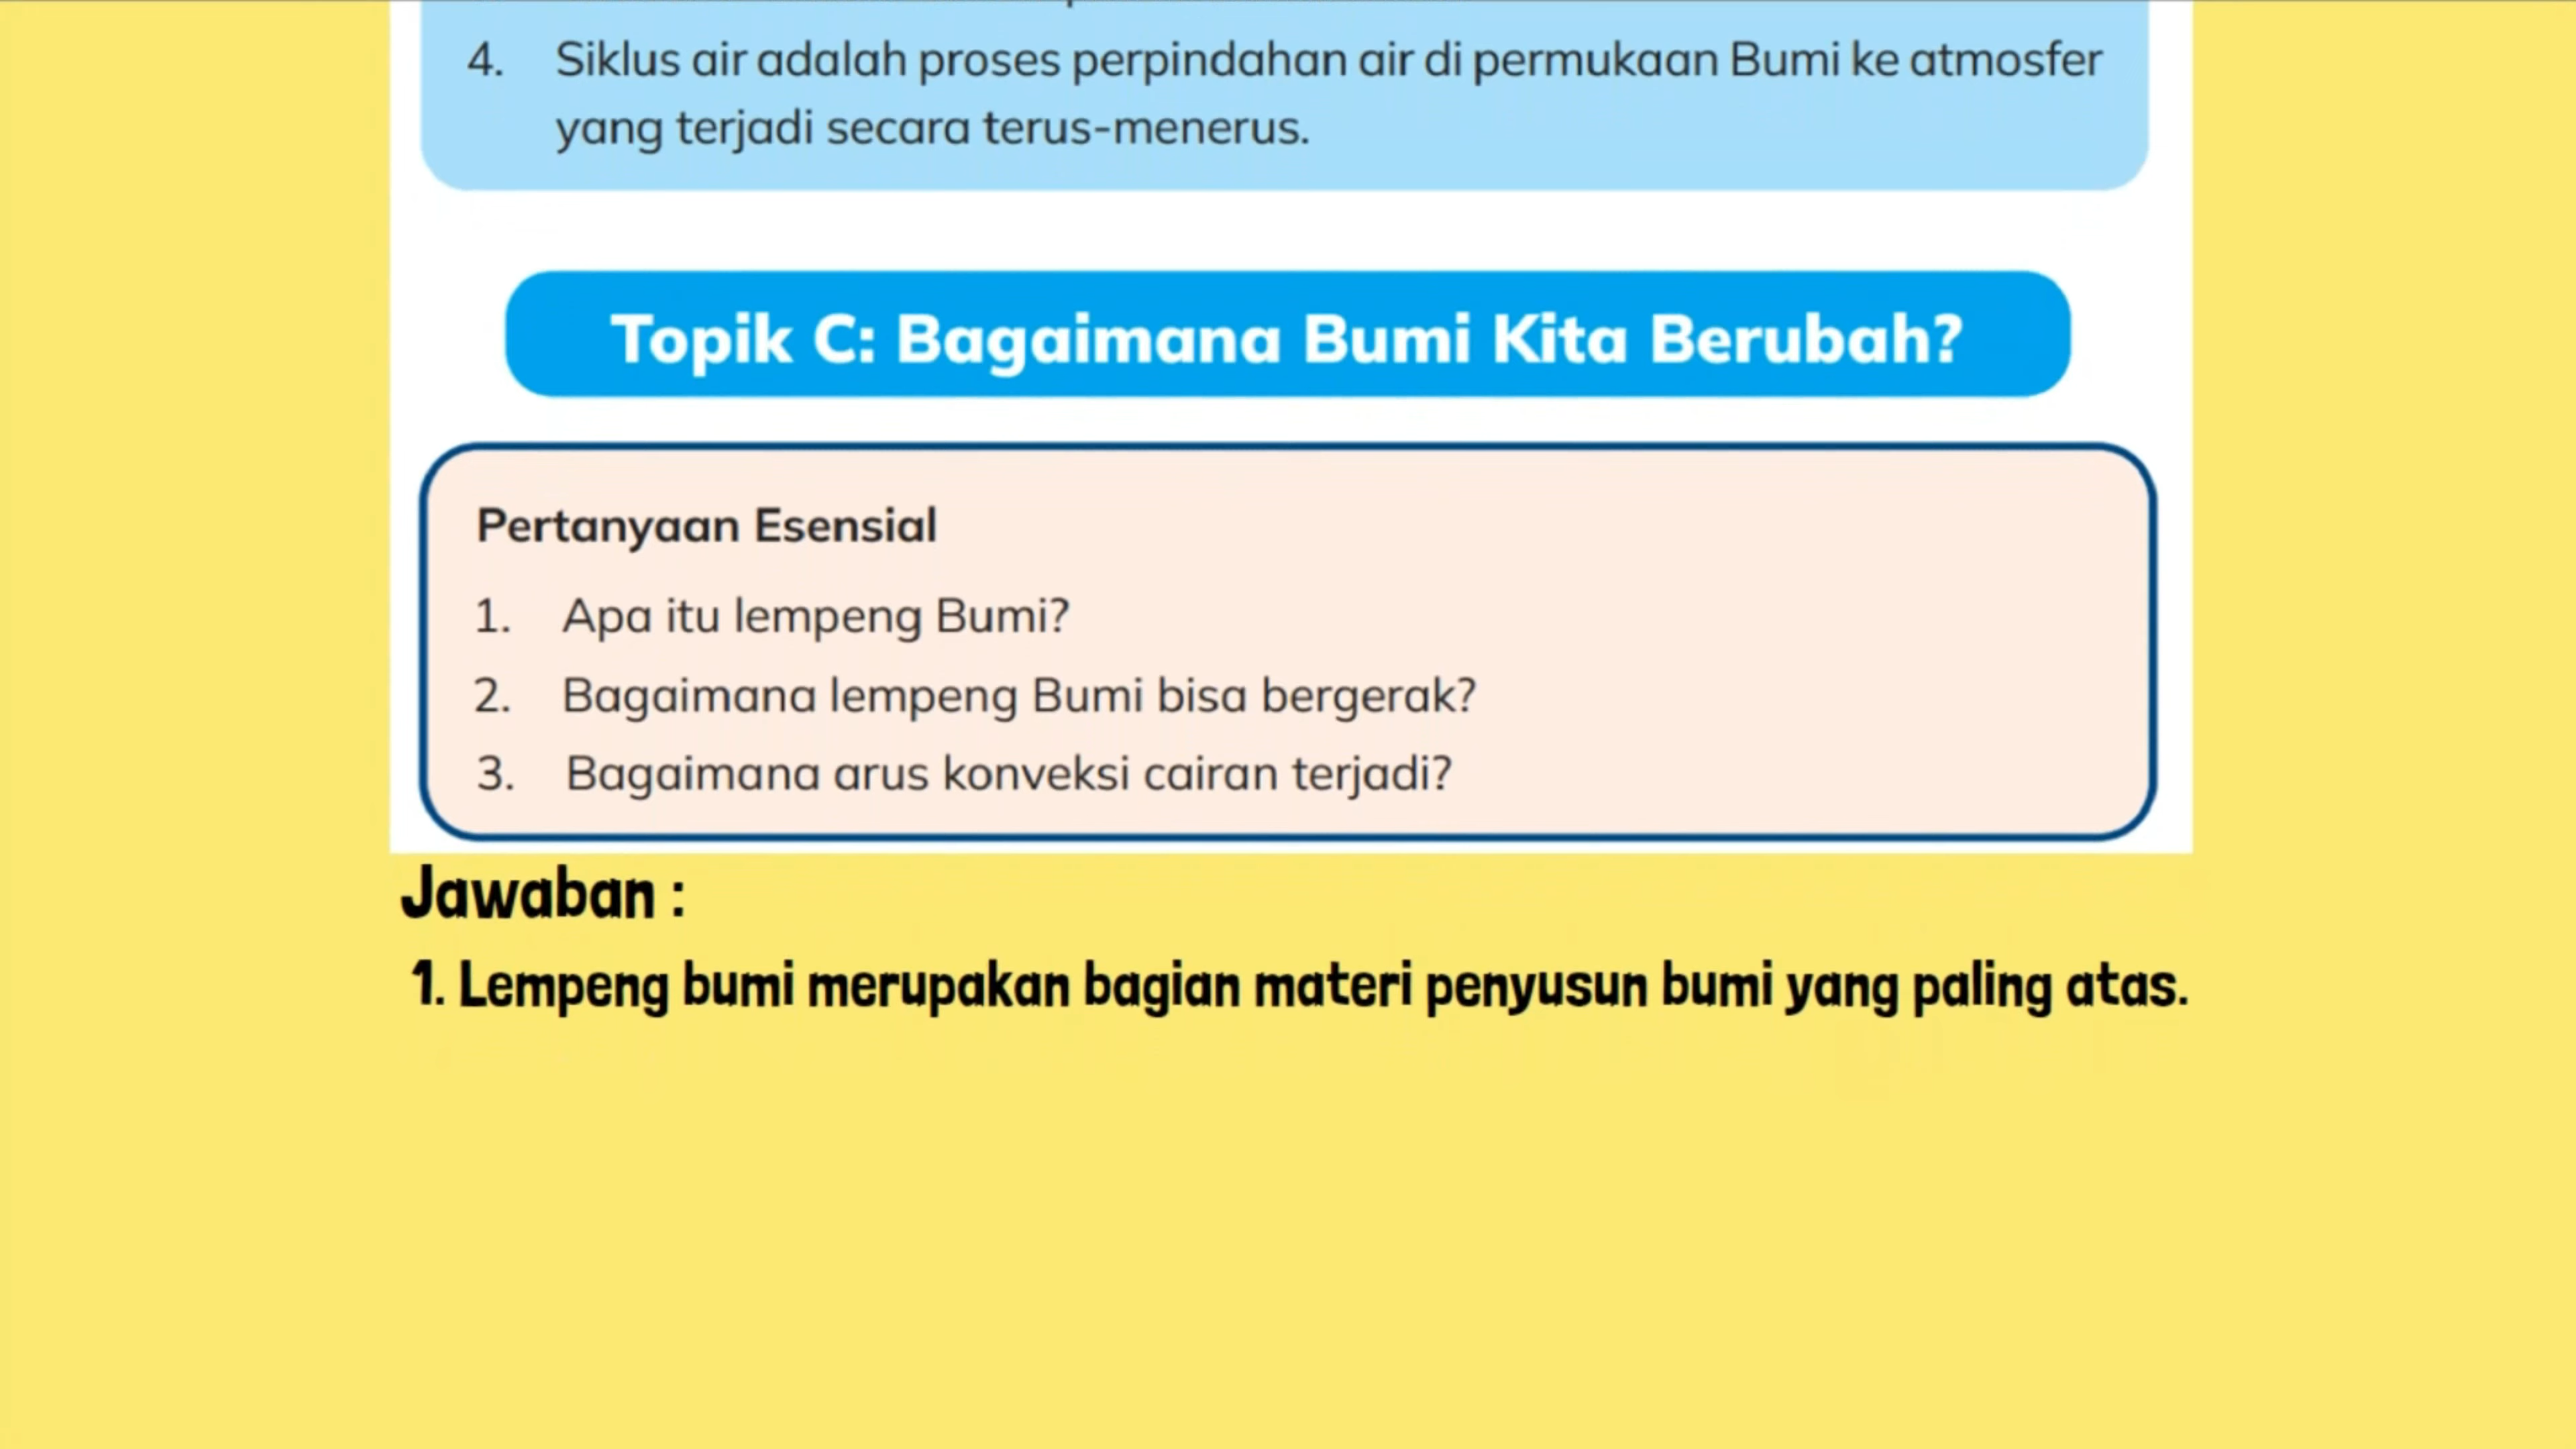 4. Siklus air adalah proses perpindahan air di permukaan Bumi ke atmosfer
yang terjadi secara terus-menerus.
Topik C: Bagaimana Bumi Kita Berubah?
Pertanyaan Esensial
1. Apa itu lempeng Bumi?
2. Bagaimana lempeng Bumi bisa bergerak?
3. Bagaimana arus konveksi cairan terjadi?
Jawaban :
1. Lempeng bumi merupakan bagian materi penyusun bumi yang paling atas.